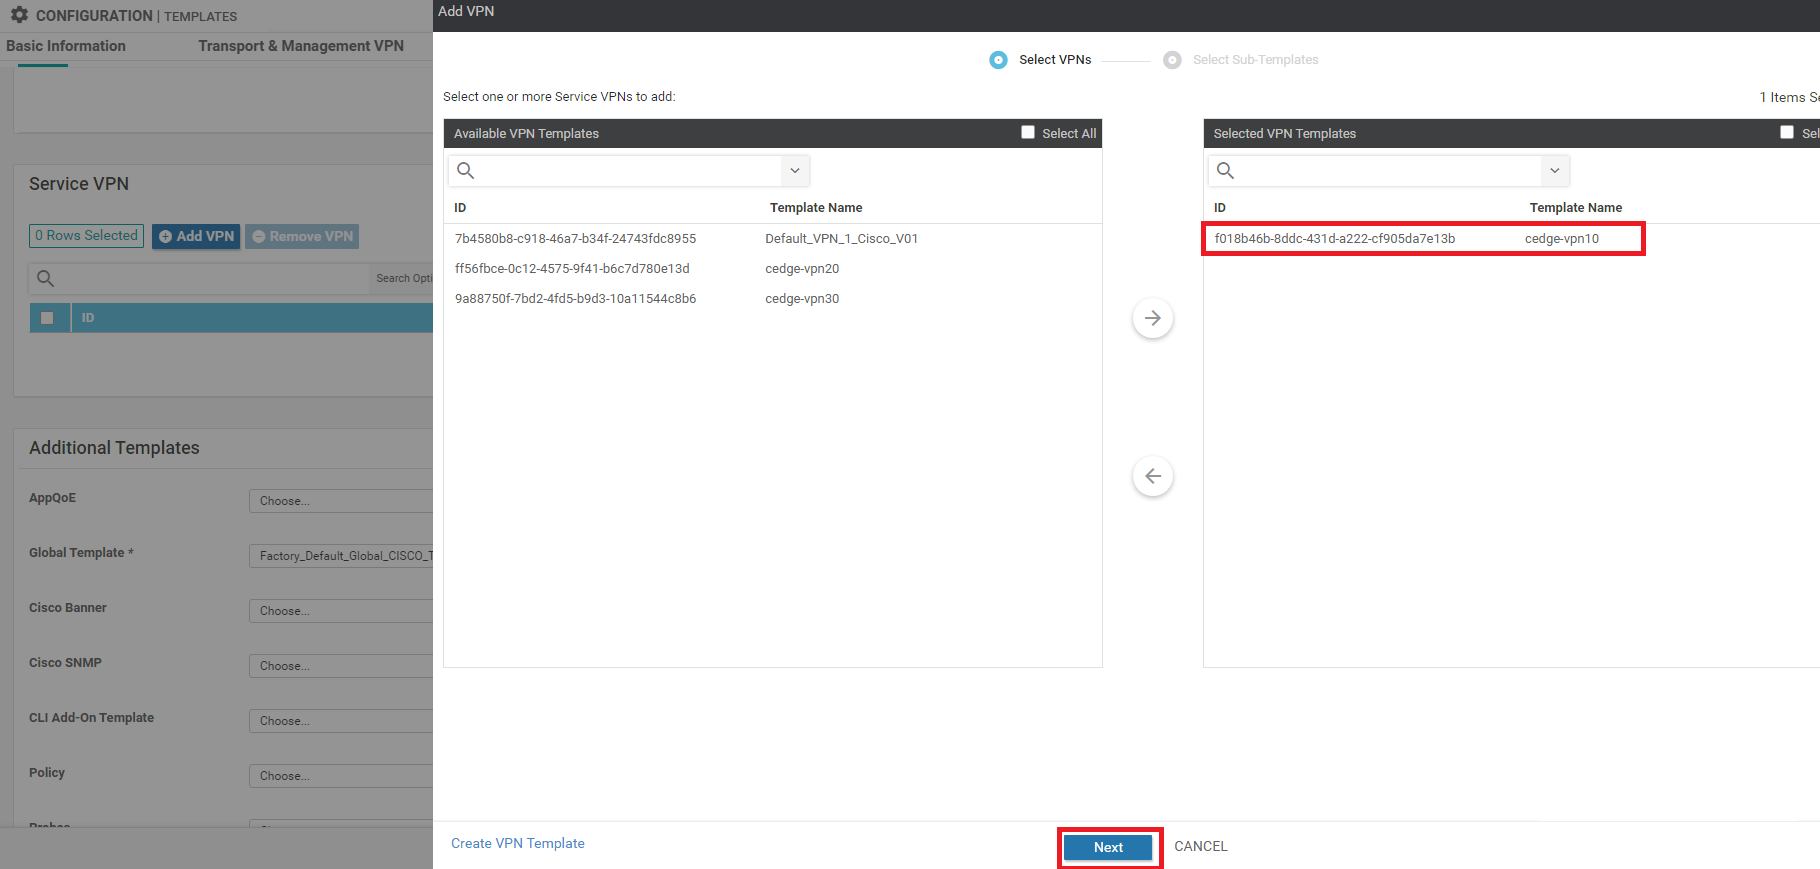 CONFIGURATION | TEMPLATES
Basic Information
Transport & Management VPN
Service VPN
0 Rows Selected
Add VPN
Remove VPN
Search Opti
ID
Additional Templates
AppQoE
Choose...
Global Template *
Factory_Default_Global_CISCO_T
Cisco Banner
Choose...
Cisco SNMP
Choose...
CLI Add-On Template
Choose...
Policy
Choose...
Add VPN
Select VPNs
Select Sub-Templates
Select one or more Service VPNs to add:
1 Items Se
Available VPN Templates
Select All
ID Template Name
7b4580b8-c918-46a7-b34f-24743fdc8955 Default_VPN_1_Cisco_V01
ff56fbce-0c12-4575-9f41-b6c7d780e13d cedge-vpn20
9a88750f-7bd2-4fd5-b9d3-10a11544c8b6 cedge-vpn30
Selected VPN Templates
Sel
ID Template Name
f018b46b-8ddc-431d-a222-cf905da7e13b cedge-vpn10
Create VPN Template
Next
CANCEL